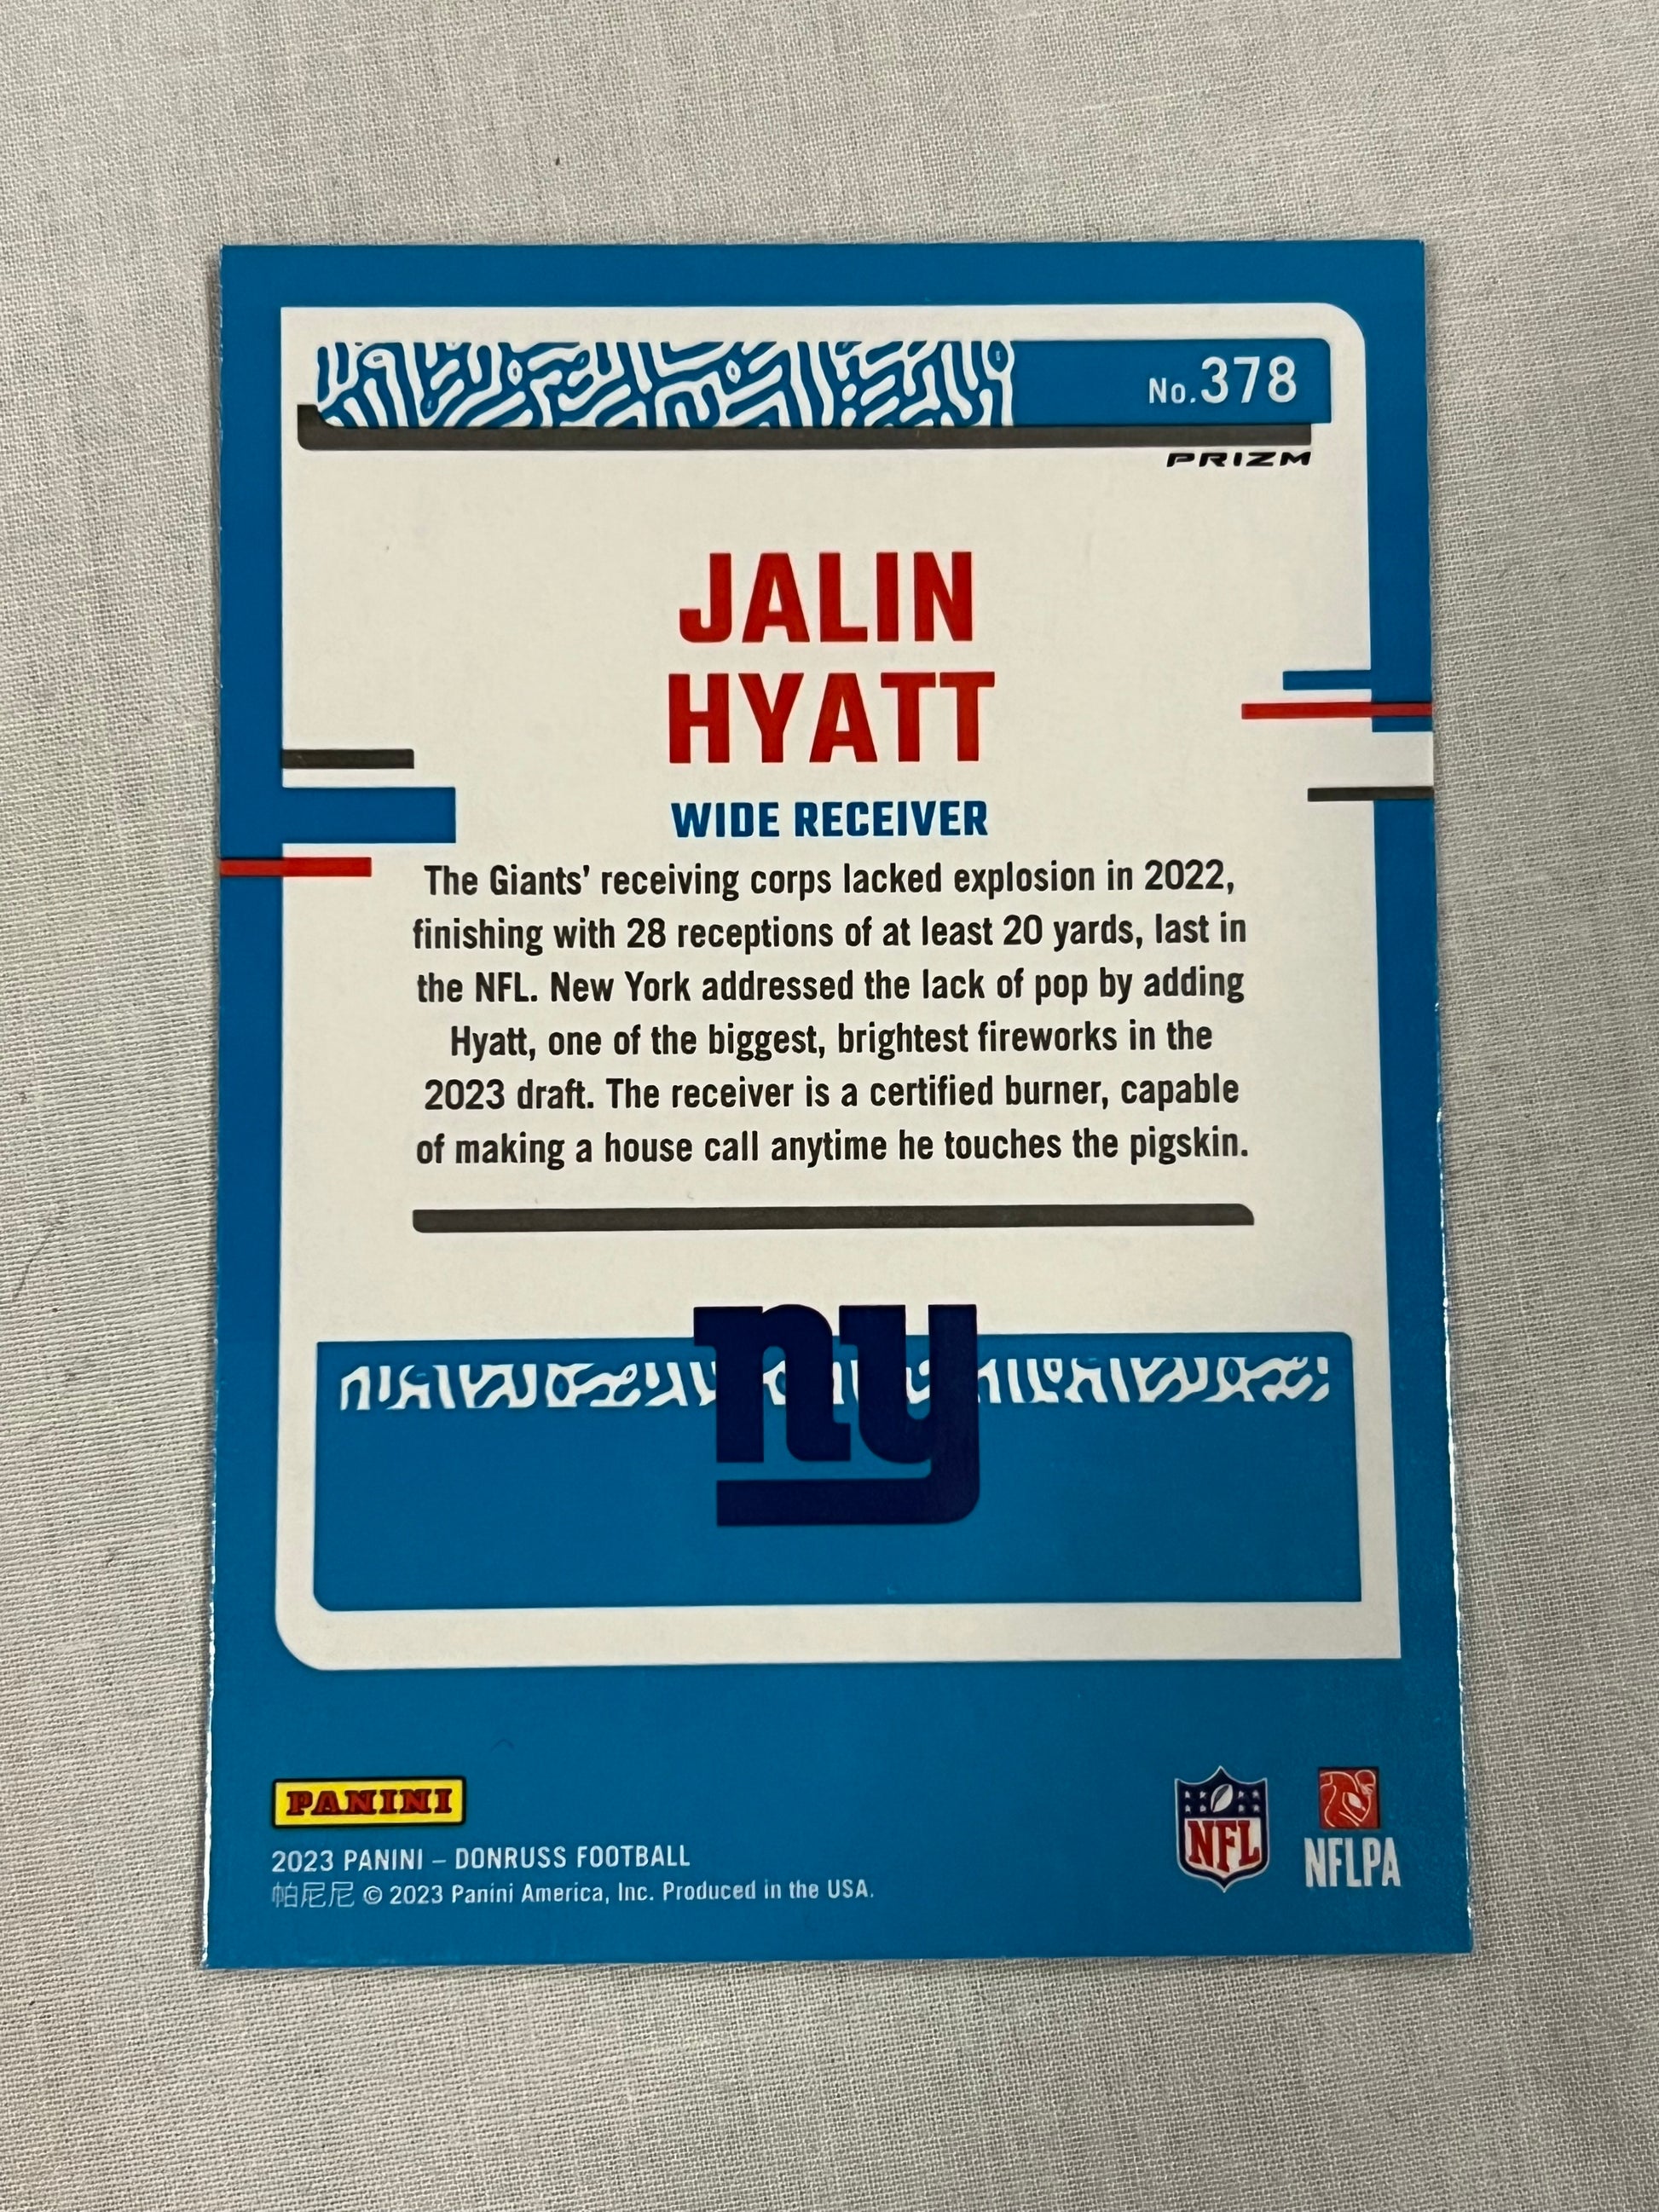 No.378
PRIZM
JALIN
HYATT
WIDE RECEIVER
The Giants’ receiving corps lacked explosion in 2022,
finishing with 28 receptions of at least 20 yards, last in
the NFL. New York addressed the lack of pop by adding
Hyatt, one of the biggest, brightest fireworks in the
2023 draft. The receiver is a certified burner, capable
of making a house call anytime he touches the pigskin.
ny
PANINI
2023 PANINI – DONRUSS FOOTBALL
帕尼尼 © 2023 Panini America, Inc. Produced in the USA.
NFL
NFLPA